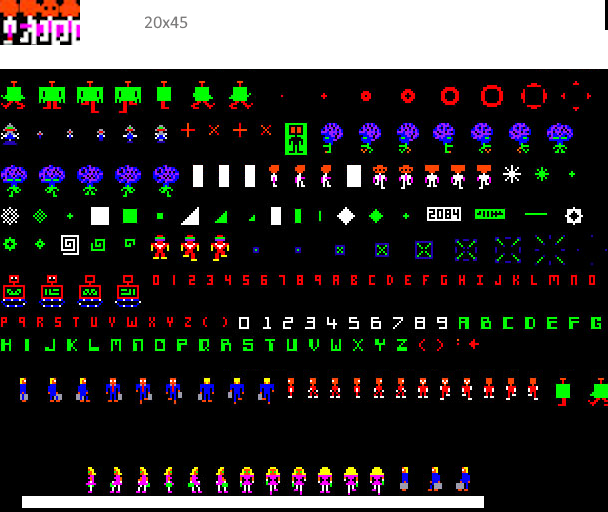 20x45
2084
0 1 2 3 4 5 6 7 8 9 A B C D E F G H I J K L M N O
P Q R S T U V W X Y Z ( ) 0 1 2 3 4 5 6 7 8 9 A B C D E F G
H I J K L M N O P Q R S T U V W X Y Z ( ) :